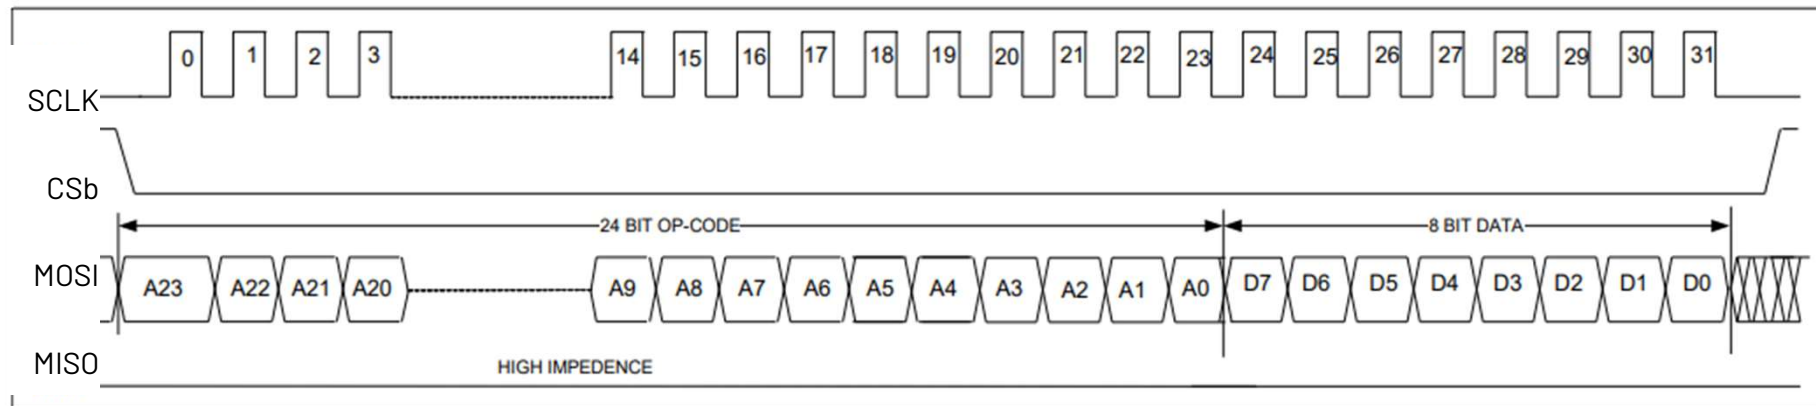 0 1 2 3 14 15 16 17 18 19 20 21 22 23 24 25 26 27 28 29 30 31
SCLK
CSb
24 BIT OP-CODE 8 BIT DATA
MOSI A23 A22 A21 A20 A9 A8 A7 A6 A5 A4 A3 A2 A1 A0 D7 D6 D5 D4 D3 D2 D1 D0
MISO HIGH IMPEDENCE